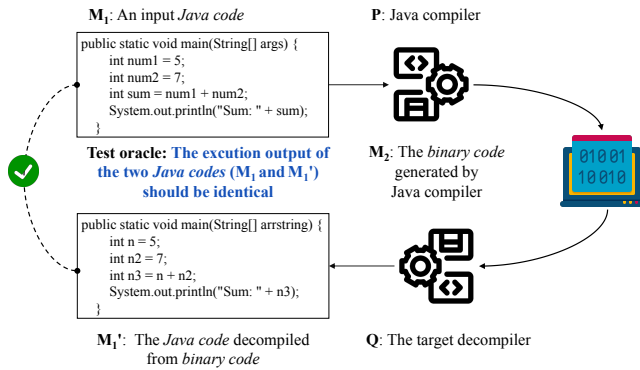 M₁: An input Java code
P: Java compiler
public static void main(String[] args) {
int num1 = 5;
int num2 = 7;
int sum = num1 + num2;
System.out.println("Sum: " + sum);
}
Test oracle: The excution output of
the two Java codes (M₁ and M₁')
should be identical
M₂: The binary code
generated by
Java compiler
01001
10010
public static void main(String[] arrstring) {
int n = 5;
int n2 = 7;
int n3 = n + n2;
System.out.println("Sum: " + n3);
}
M₁': The Java code decompiled
from binary code
Q: The target decompiler